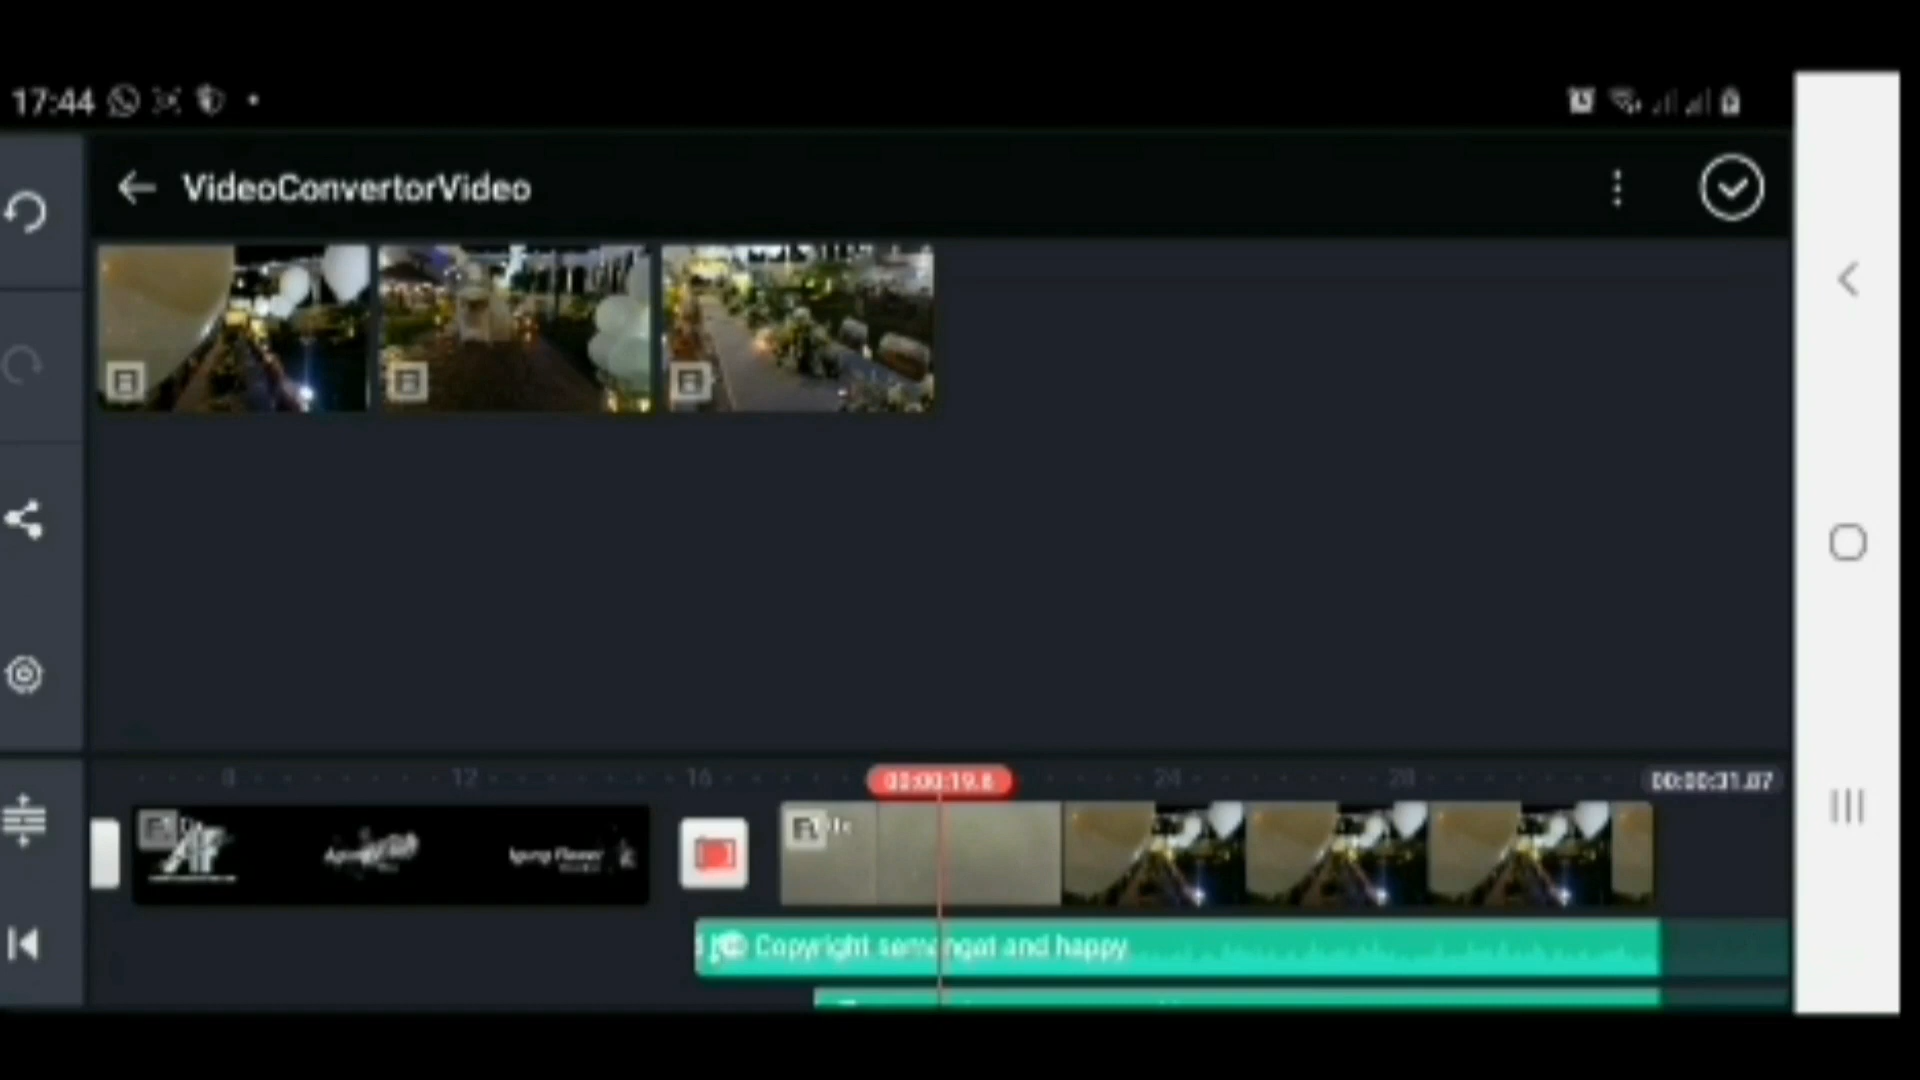 17:44
VideoConvertorVideo
8 12 16 00:00:19.6 24 28 00:00:31.07
Copyright semangat and happy